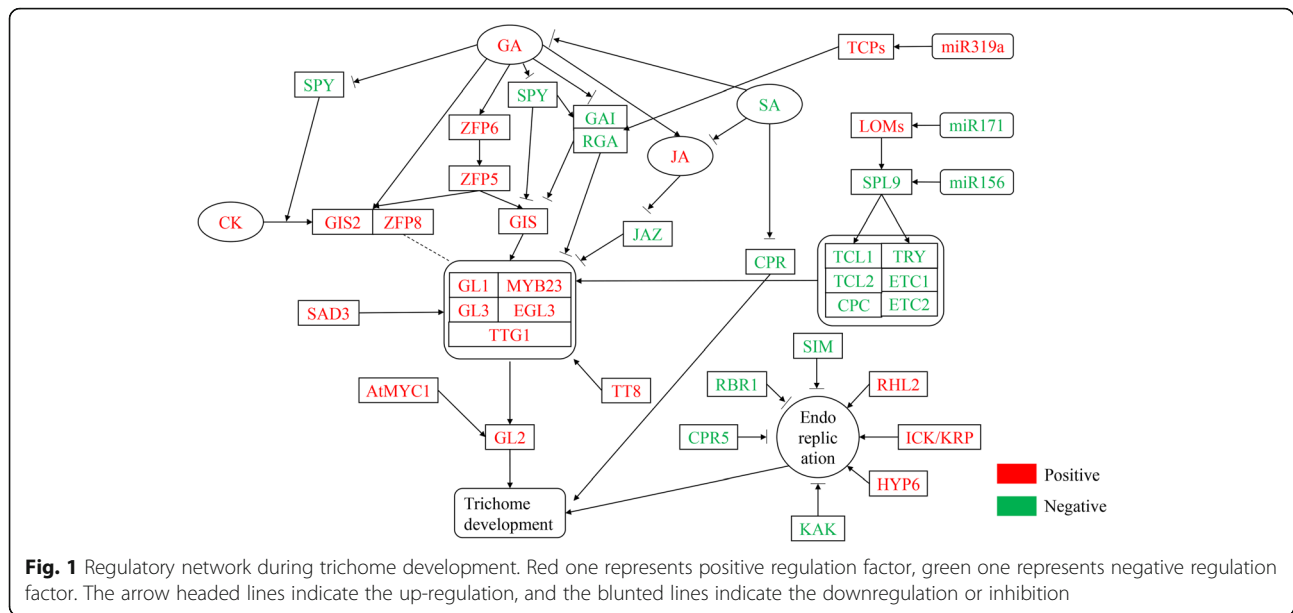 GA
TCPs
miR319a
SPY
SPY
SA
GAI
RGA
ZFP6
LOMs
miR171
JA
ZFP5
SPL9
miR156
CK
GIS2
ZFP8
GIS
JAZ
CPR
TCL1
TRY
TCL2
ETC1
CPC
ETC2
GL1
MYB23
GL3
EGL3
TTG1
SAD3
SIM
AtMYC1
TT8
RBR1
RHL2
Endo
replic
ation
GL2
CPR5
ICK/KRP
HYP6
Positive
Negative
Trichome
development
KAK
Fig. 1 Regulatory network during trichome development. Red one represents positive regulation factor, green one represents negative regulation
factor. The arrow headed lines indicate the up-regulation, and the blunted lines indicate the downregulation or inhibition